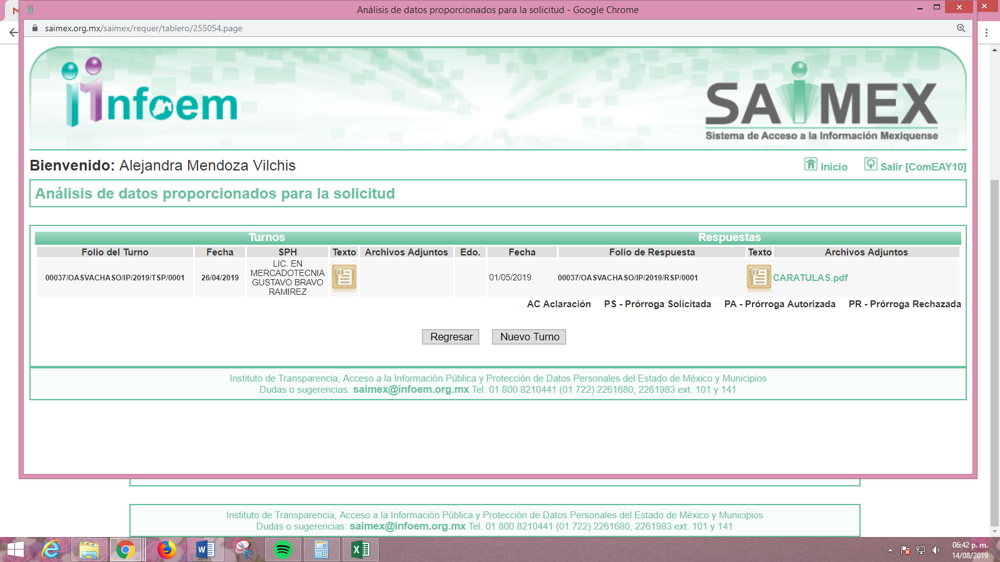 Análisis de datos proporcionados para la solicitud - Google Chrome
saimex.org.mx/saimex/requer/tablero/255054.page
infoem
SAIMEX
Sistema de Acceso a la Información Mexiquense
Bienvenido: Alejandra Mendoza Vilchis
Inicio
Salir [ComEAY10]
Análisis de datos proporcionados para la solicitud
Turnos
Respuestas
Folio del Turno
Fecha
SPH
Texto
Archivos Adjuntos
Edo.
Fecha
Folio de Respuesta
Texto
Archivos Adjuntos
00037/OASVACHASO/IP/2019/TSP/0001
26/04/2019
LIC. EN
MERCADOTECNIA
GUSTAVO BRAVO
RAMIREZ
01/05/2019
00037/OASVACHASO/IP/2019/RSP/0001
CARATULAS.pdf
AC Aclaración
PS - Prórroga Solicitada
PA - Prórroga Autorizada
PR - Prórroga Rechazada
Regresar
Nuevo Turno
Instituto de Transparencia, Acceso a la Información Pública y Protección de Datos Personales del Estado de México y Municipios
Dudas o sugerencias: saimex@infoem.org.mx Tel. 01 800 8210441 (01 722) 2261680, 2261983 ext. 101 y 141
Instituto de Transparencia, Acceso a la Información Pública y Protección de Datos Personales del Estado de México y Municipios
Dudas o sugerencias: saimex@infoem.org.mx Tel. 01 800 8210441 (01 722) 2261680, 2261983 ext. 101 y 141
06:42 p. m.
14/08/2019